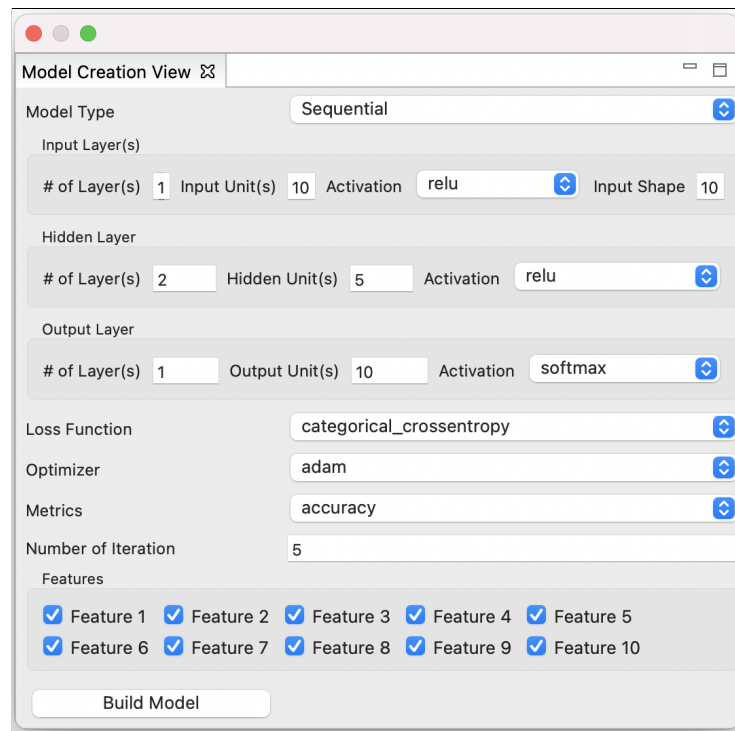 Model Creation View
Model Type Sequential
Input Layer(s)
# of Layer(s) 1 Input Unit(s) 10 Activation relu Input Shape 10
Hidden Layer
# of Layer(s) 2 Hidden Unit(s) 5 Activation relu
Output Layer
# of Layer(s) 1 Output Unit(s) 10 Activation softmax
Loss Function categorical_crossentropy
Optimizer adam
Metrics accuracy
Number of Iteration 5
Features
Feature 1 Feature 2 Feature 3 Feature 4 Feature 5
Feature 6 Feature 7 Feature 8 Feature 9 Feature 10
Build Model